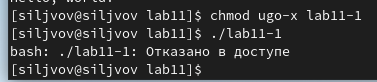 [siljvov@siljvov lab11]$ chmod ugo-x lab11-1
[siljvov@siljvov lab11]$ ./lab11-1
bash: ./lab11-1: Отказано в доступе
[siljvov@siljvov lab11]$